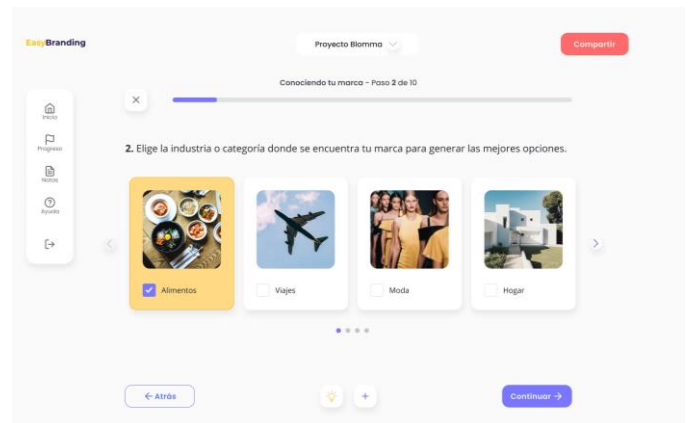 EasyBranding
Proyecto Blomma
Compartir
Conociendo tu marca - Paso 2 de 10
Inicio
Progreso
Notas
Ayuda
2. Elige la industria o categoría donde se encuentra tu marca para generar las mejores opciones.
Alimentos
Viajes
Moda
Hogar
← Atrás
+
Continuar →